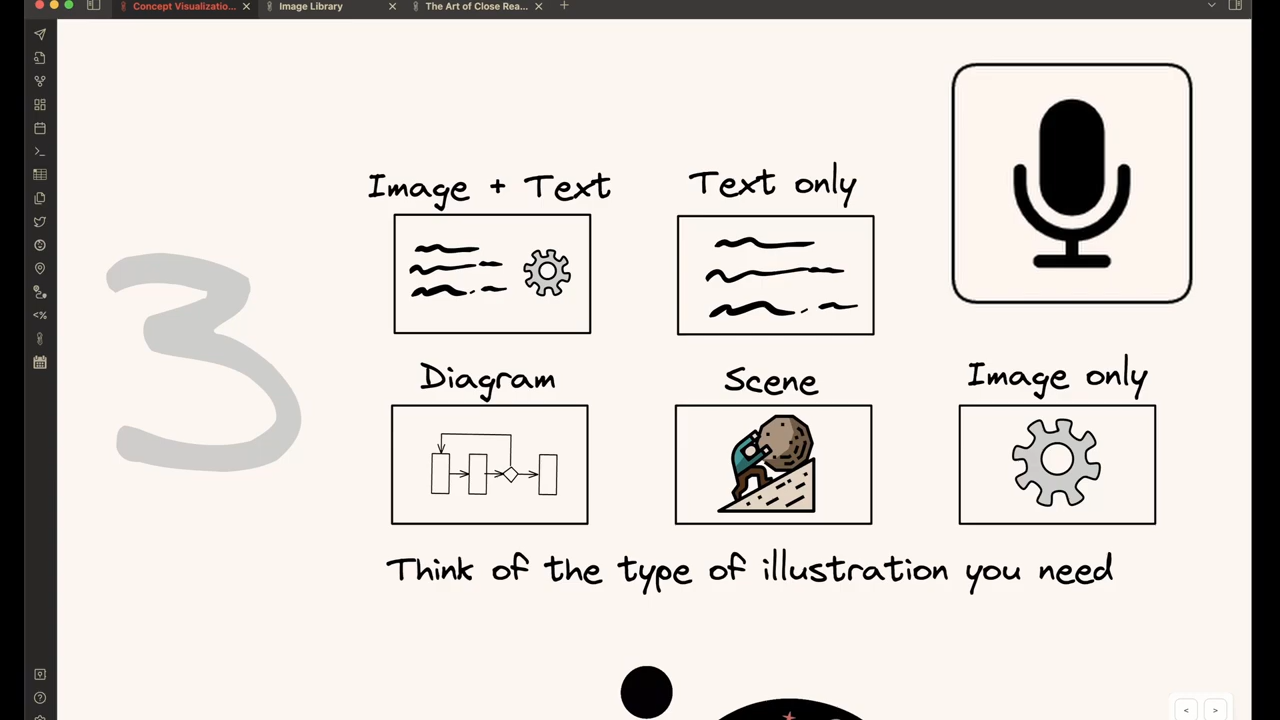 Concept Visualizatio...
Image Library
The Art of Close Rea...
Image + Text
Text only
3
Diagram
Scene
Image only
Think of the type of illustration you need